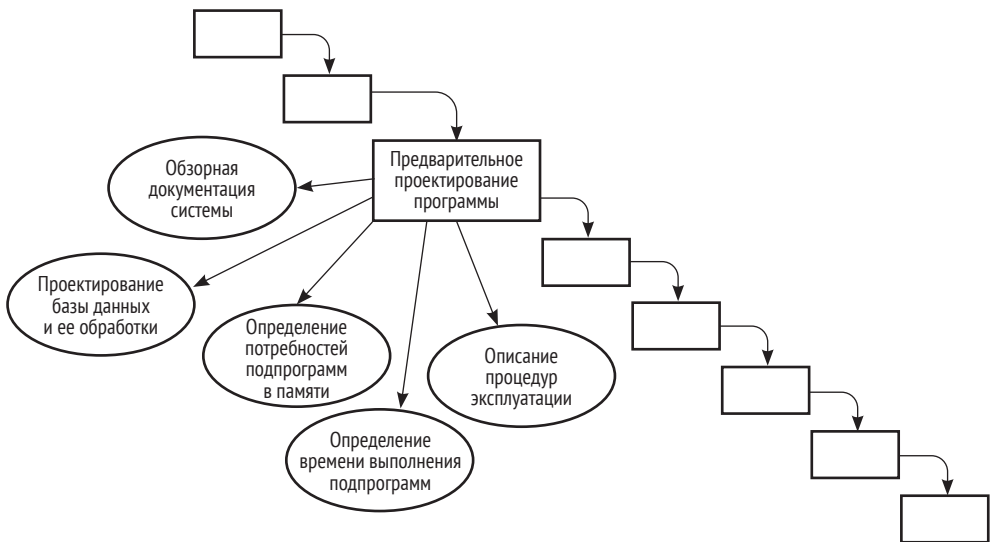 Предварительное
проектирование
программы
Обзорная
документация
системы
Проектирование
базы данных
и ее обработки
Определение
потребностей
подпрограмм
в памяти
Определение
времени выполнения
подпрограмм
Описание
процедур
эксплуатации